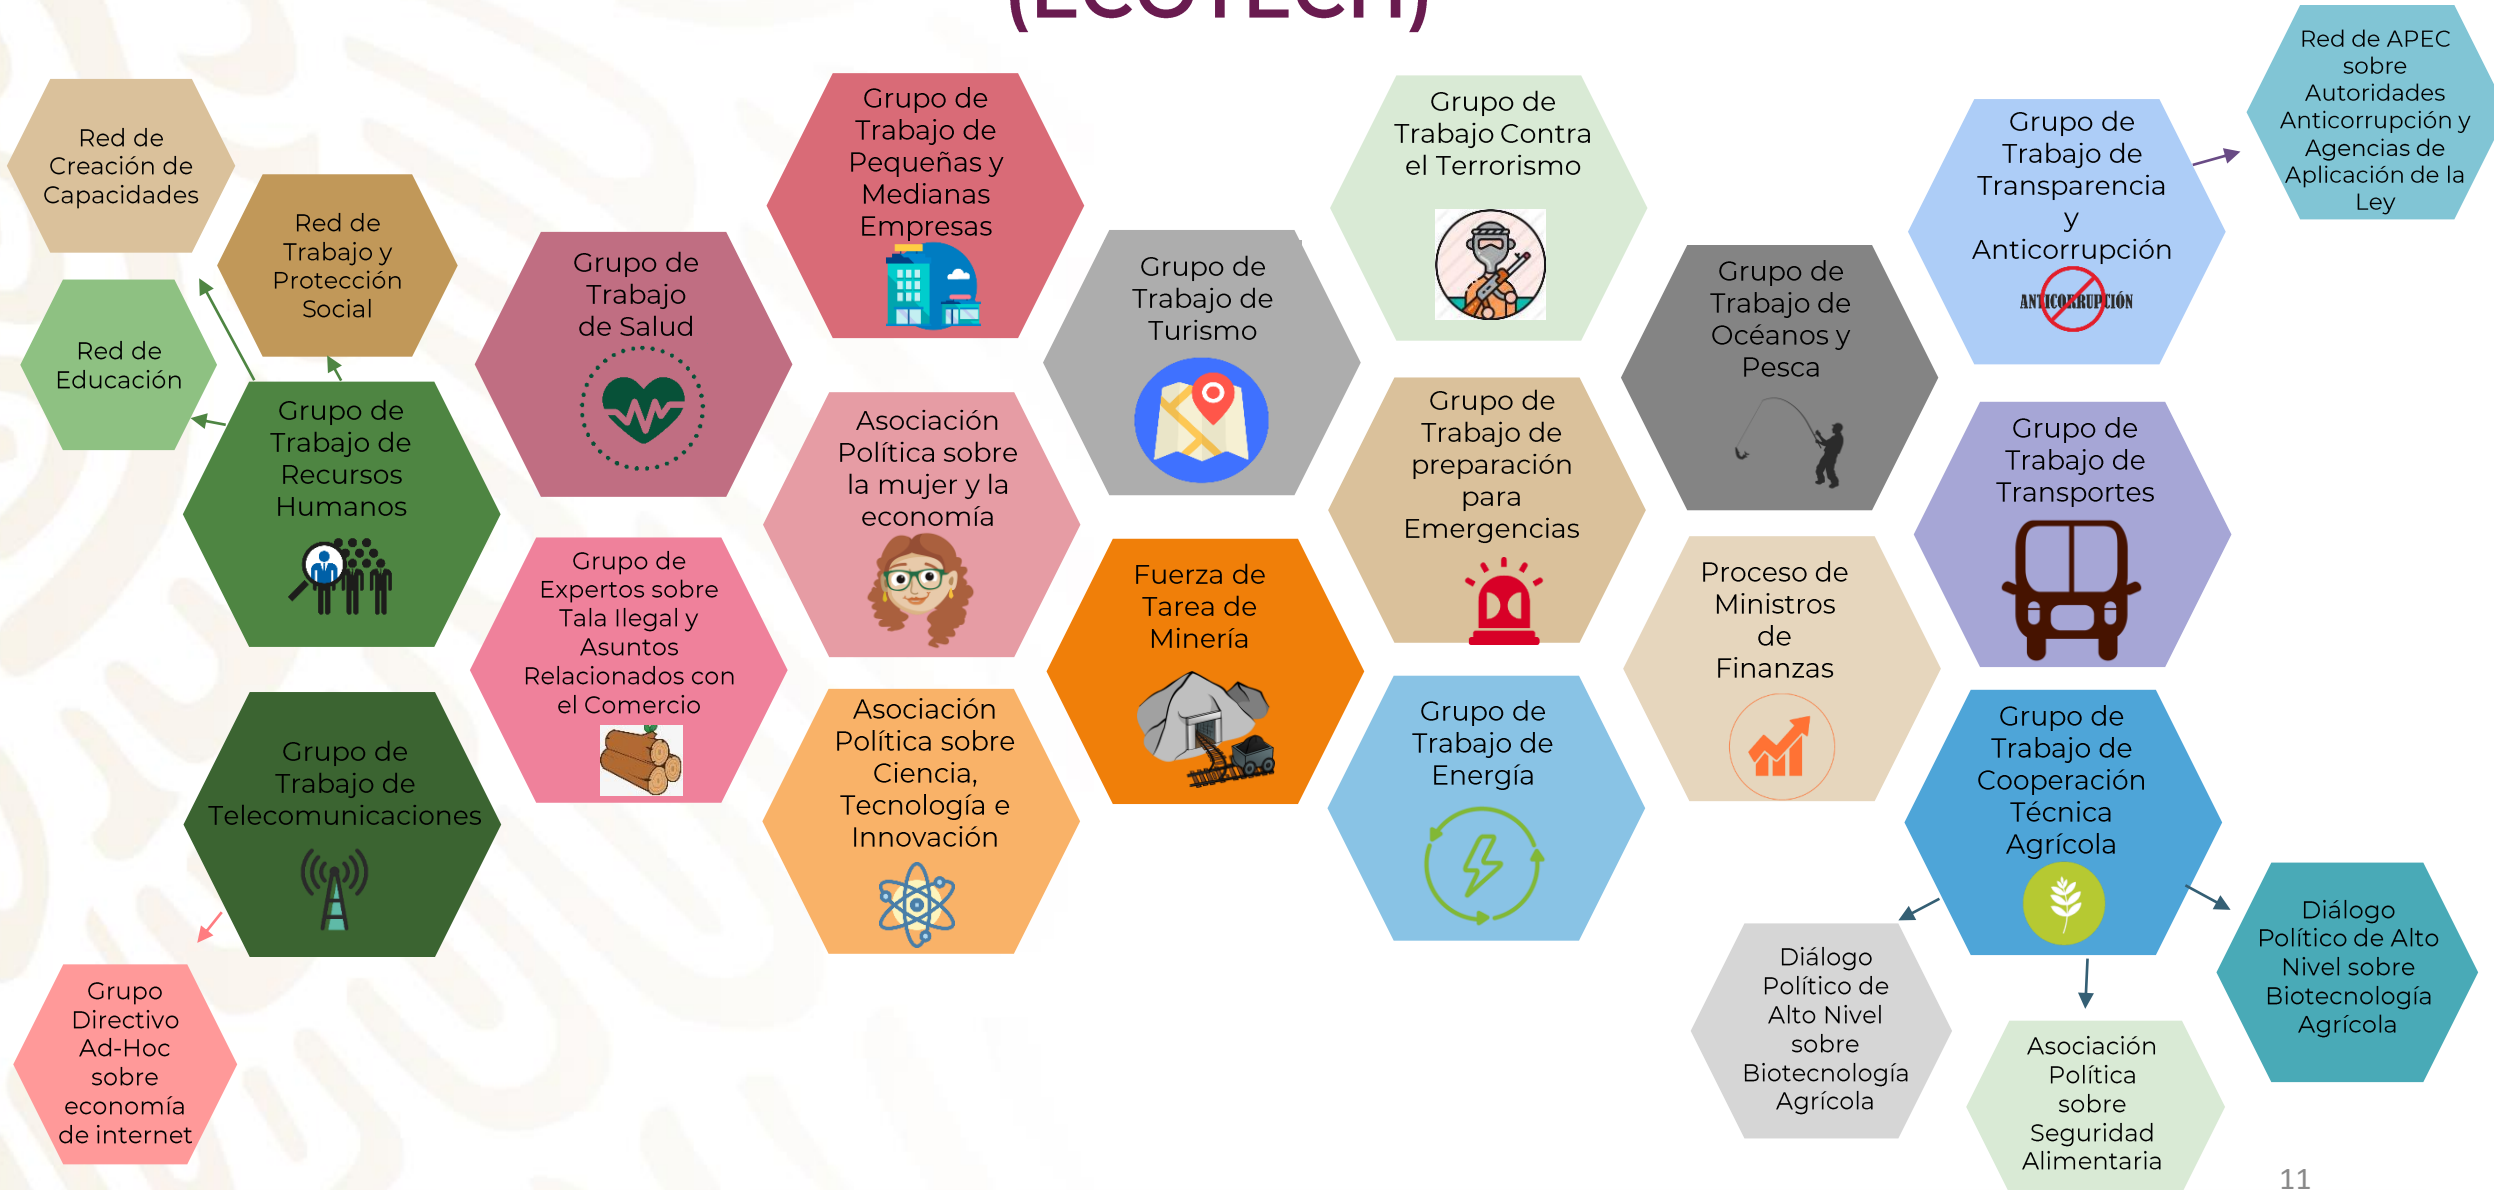 (ECOTECH)
Red de
Creación de
Capacidades
Red de
Trabajo y
Protección
Social
Red de
Educación
Grupo de
Trabajo de
Recursos
Humanos
Grupo de
Trabajo de
Telecomunicaciones
Grupo
Directivo
Ad-Hoc
sobre
economía
de internet
Grupo de
Trabajo
de Salud
Grupo de
Expertos sobre
Tala Ilegal y
Asuntos
Relacionados con
el Comercio
Grupo de
Trabajo de
Pequeñas y
Medianas
Empresas
Asociación
Política sobre
la mujer y la
economía
Asociación
Política sobre
Ciencia,
Tecnología e
Innovación
Grupo de
Trabajo de
Turismo
Fuerza de
Tarea de
Minería
Grupo de
Trabajo Contra
el Terrorismo
Grupo de
Trabajo de
preparación
para
Emergencias
Grupo de
Trabajo de
Energía
Grupo de
Trabajo de
Océanos y
Pesca
Proceso de
Ministros
de
Finanzas
Grupo de
Trabajo de
Transparencia
y
Anticorrupción
ANTICORRUPCIÓN
Red de APEC
sobre
Autoridades
Anticorrupción y
Agencias de
Aplicación de la
Ley
Grupo de
Trabajo de
Transportes
Grupo de
Trabajo de
Cooperación
Técnica
Agrícola
Diálogo
Político de
Alto Nivel
sobre
Biotecnología
Agrícola
Asociación
Política
sobre
Seguridad
Alimentaria
Diálogo
Político de Alto
Nivel sobre
Biotecnología
Agrícola
11